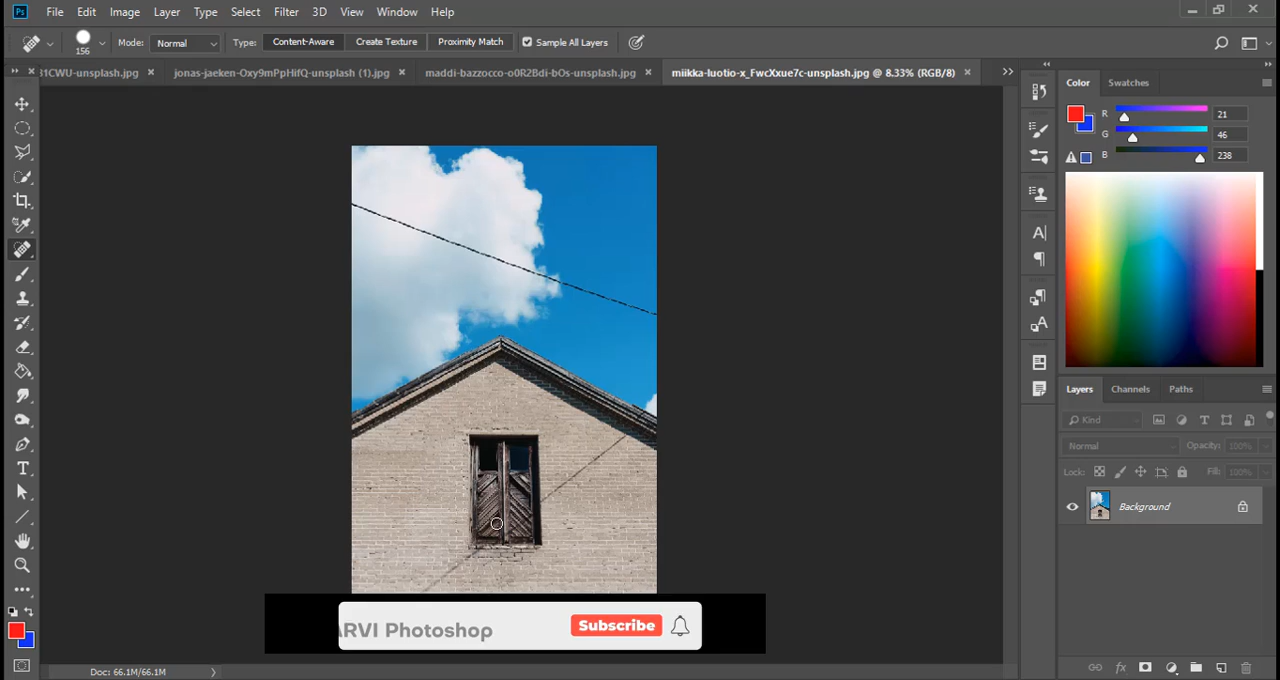 Ps File Edit Image Layer Type Select Filter 3D View Window Help
156 Mode: Normal Type: Content-Aware Create Texture Proximity Match Sample All Layers
31CWU-unsplash.jpg jonas-jaeken-Oxy9mPpHifQ-unsplash (1).jpg maddi-bazzocco-o0R2Bdi-bOs-unsplash.jpg miikka-luotio-x_FwcXxue7c-unsplash.jpg @ 8.33% (RGB/8)
Color Swatches
R 21
G 46
B 238
Layers Channels Paths
Kind
Normal Opacity: 100%
Lock: Fill: 100%
Background
ARVI Photoshop Subscribe
Doc: 66.1M/66.1M